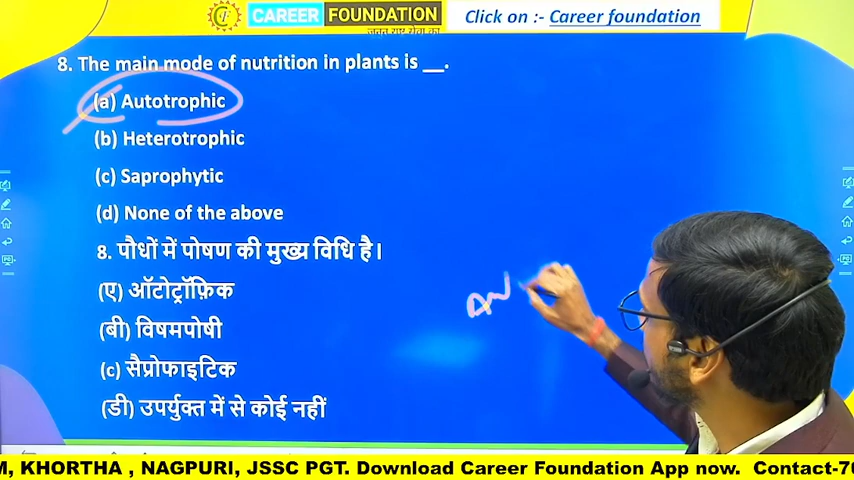 CAREER FOUNDATION
Click on :- Career foundation
8. The main mode of nutrition in plants is __.
(a) Autotrophic
(b) Heterotrophic
(c) Saprophytic
(d) None of the above
8. पौधों में पोषण की मुख्य विधि है।
(ए) ऑटोट्रॉफ़िक
(बी) विषमपोषी
(c) सैप्रोफाइटिक
(डी) उपर्युक्त में से कोई नहीं
KHORTHA , NAGPURI, JSSC PGT. Download Career Foundation App now. Contact-70